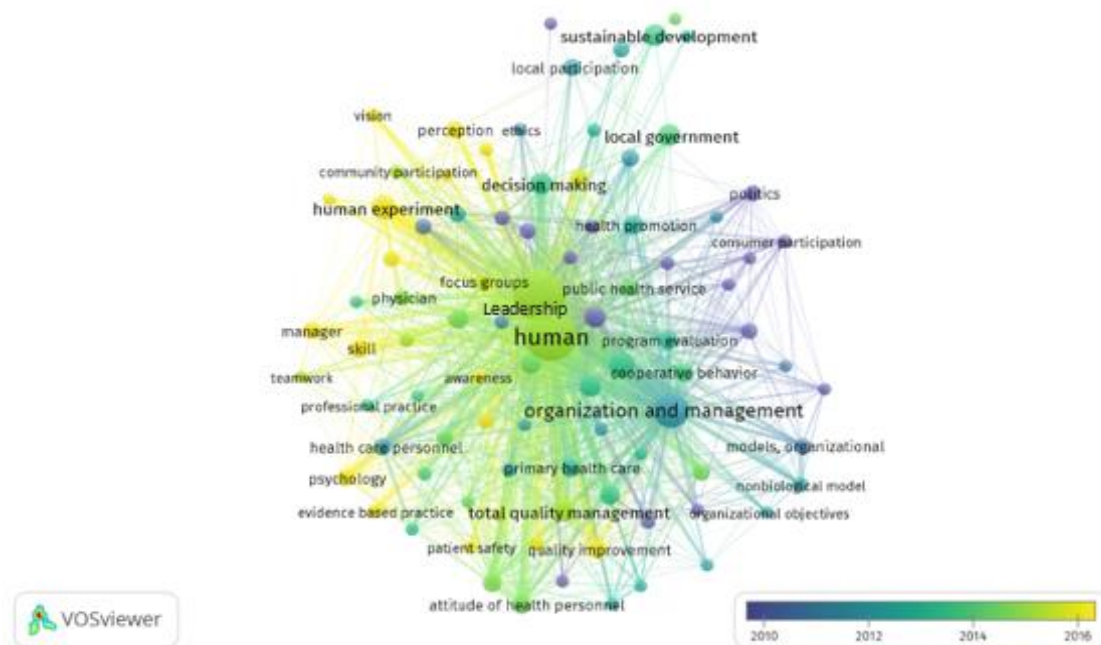 sustainable development
local participation
vision
perception
ethics
local government
community participation
decision making
politics
human experiment
health promotion
consumer participation
focus groups
public health service
physician
Leadership
manager
human
program evaluation
skill
teamwork
awareness
cooperative behavior
professional practice
organization and management
health care personnel
models, organizational
primary health care
psychology
nonbiological model
evidence based practice
total quality management
organizational objectives
patient safety
quality improvement
attitude of health personnel
VOSviewer
2010
2012
2014
2016